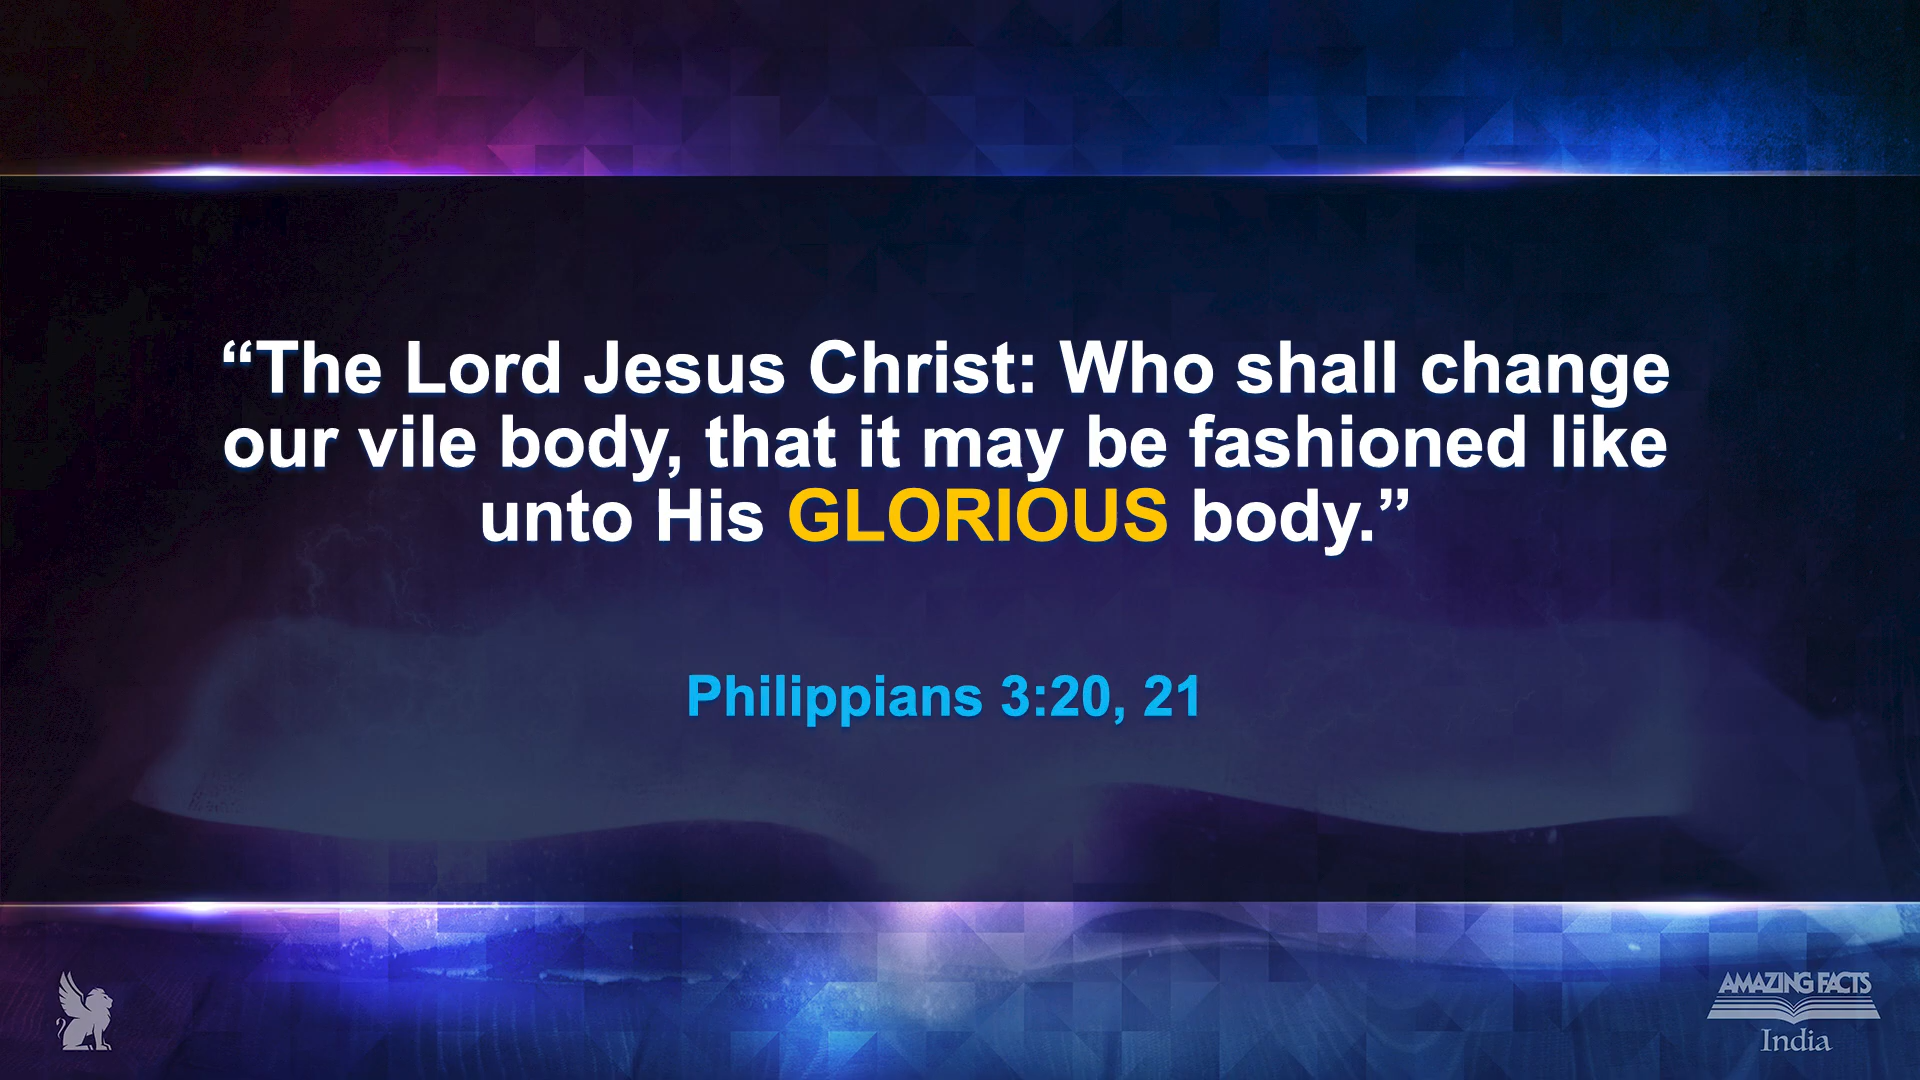 “The Lord Jesus Christ: Who shall change
our vile body, that it may be fashioned like
unto His GLORIOUS body.”
Philippians 3:20, 21
AMAZING FACTS
India